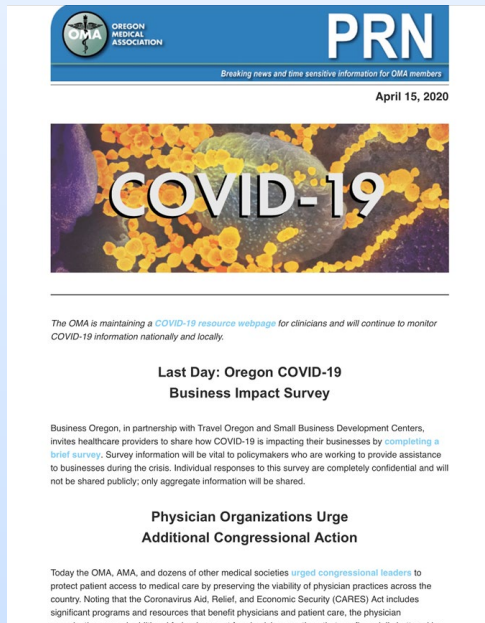 OMA
OREGON
MEDICAL
ASSOCIATION
PRN
Breaking news and time sensitive information for OMA members
April 15, 2020
COVID-19
The OMA is maintaining a COVID-19 resource webpage for clinicians and will continue to monitor
COVID-19 information nationally and locally.
Last Day: Oregon COVID-19
Business Impact Survey
Business Oregon, in partnership with Travel Oregon and Small Business Development Centers,
invites healthcare providers to share how COVID-19 is impacting their businesses by completing a
brief survey. Survey information will be vital to policymakers who are working to provide assistance
to businesses during the crisis. Individual responses to this survey are completely confidential and will
not be shared publicly; only aggregate information will be shared.
Physician Organizations Urge
Additional Congressional Action
Today the OMA, AMA, and dozens of other medical societies urged congressional leaders to
protect patient access to medical care by preserving the viability of physician practices across the
country. Noting that the Coronavirus Aid, Relief, and Economic Security (CARES) Act includes
significant programs and resources that benefit physicians and patient care, the physician